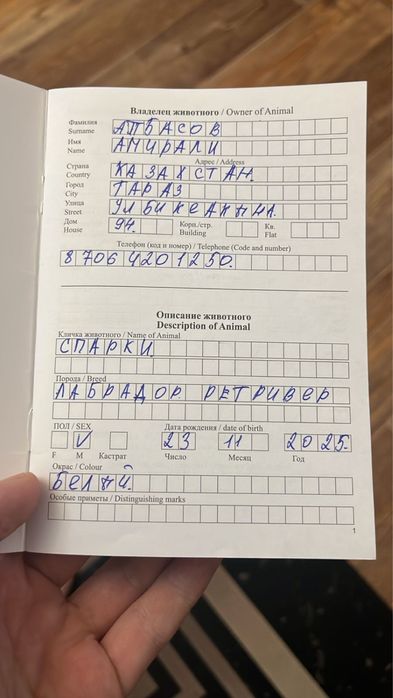 Владелец животного / Owner of Animal
Фамилия
Surname
АПБАСОВ
Имя
Name
АМИРАЛИ
Адрес / Address
Страна
Country
КАЗАХСТАН.
Город
City
ТАРАЗ
Улица
Street
Дом
House
94.
Корп./стр.
Building
Кв.
Flat
Телефон (код и номер) / Telephone (Code and number)
8 706 420 1250.
Описание животного
Description of Animal
Кличка животного / Name of Animal
СПАРКИ
Порода / Breed
ЛАБРАДОР РЕТРИВЕР
ПОЛ / SEX
Дата рождения / date of birth
V 23 11 2025.
F М Кастрат Число Месяц Год
Окрас / Colour
БЕЛЫЙ.
Особые приметы / Distinguishing marks
1